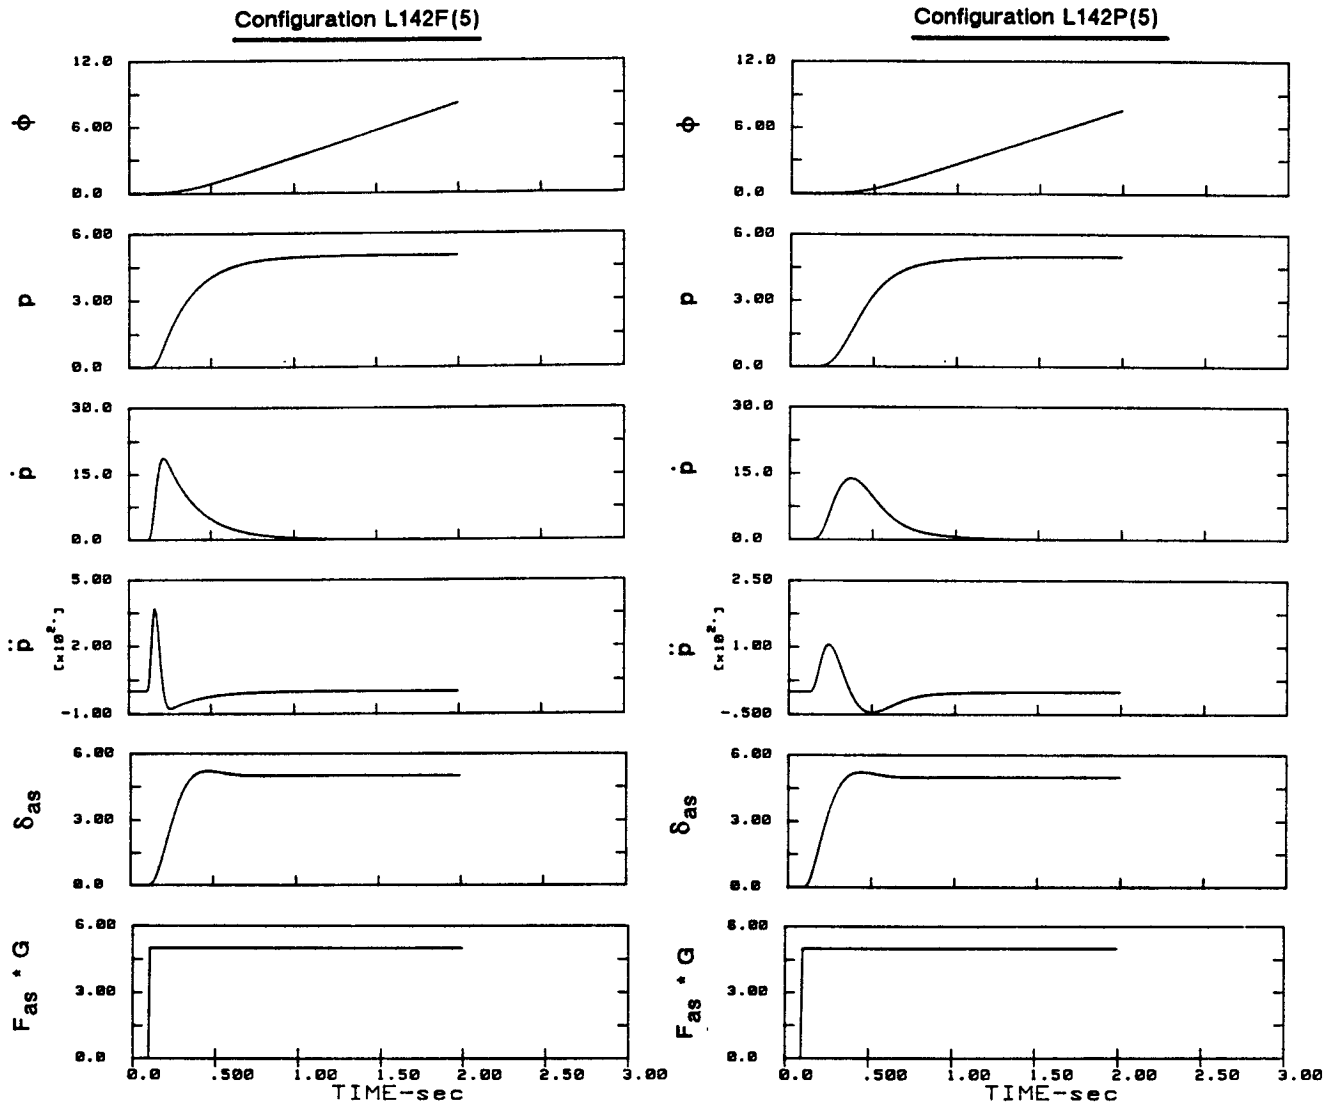 Configuration L142F(5)
12.0
ϕ
6.00
0.0
6.00
p
3.00
0.0
30.0
ṗ
15.0
0.0
5.00
p̈
[x10².]
2.00
-1.00
6.00
δas
3.00
0.0
6.00
Fas * G
3.00
0.0
0.0 .500 1.00 1.50 2.00 2.50 3.00
TIME-sec
Configuration L142P(5)
12.0
ϕ
6.00
0.0
6.00
p
3.00
0.0
30.0
ṗ
15.0
0.0
2.50
p̈
[x10².]
1.00
-.500
6.00
δas
3.00
0.0
6.00
Fas * G
3.00
0.0
0.0 .500 1.00 1.50 2.00 2.50 3.00
TIME-sec